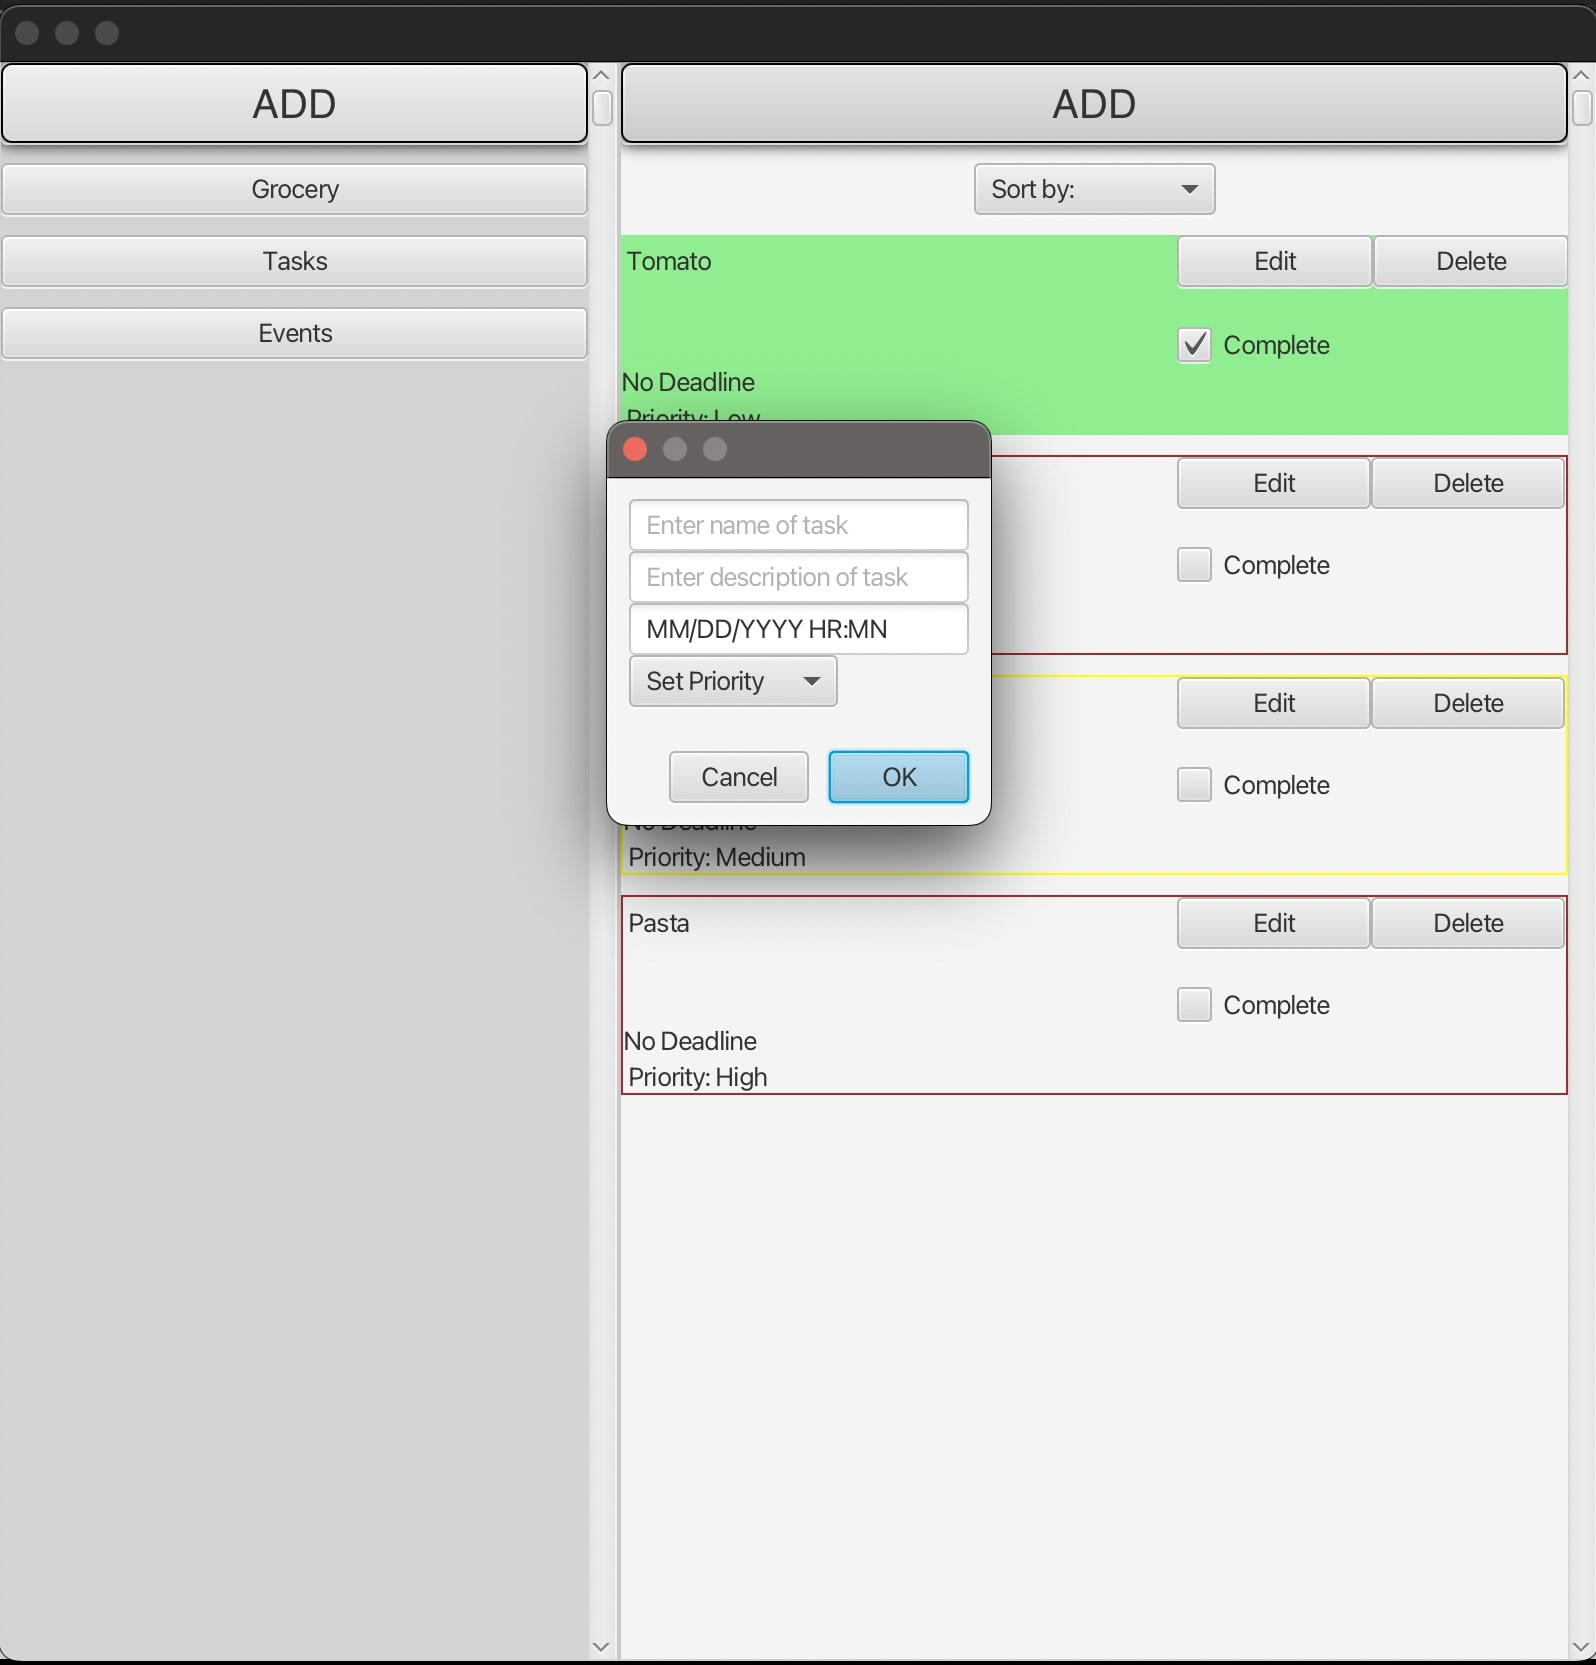 ADD
Grocery
Tasks
Events
ADD
Sort by:
Tomato
Edit
Delete
Complete
No Deadline
Priority: Low
Edit
Delete
Complete
Enter name of task
Enter description of task
MM/DD/YYYY HR:MN
Set Priority
Cancel
OK
Edit
Delete
Complete
No Deadline
Priority: Medium
Pasta
Edit
Delete
Complete
No Deadline
Priority: High